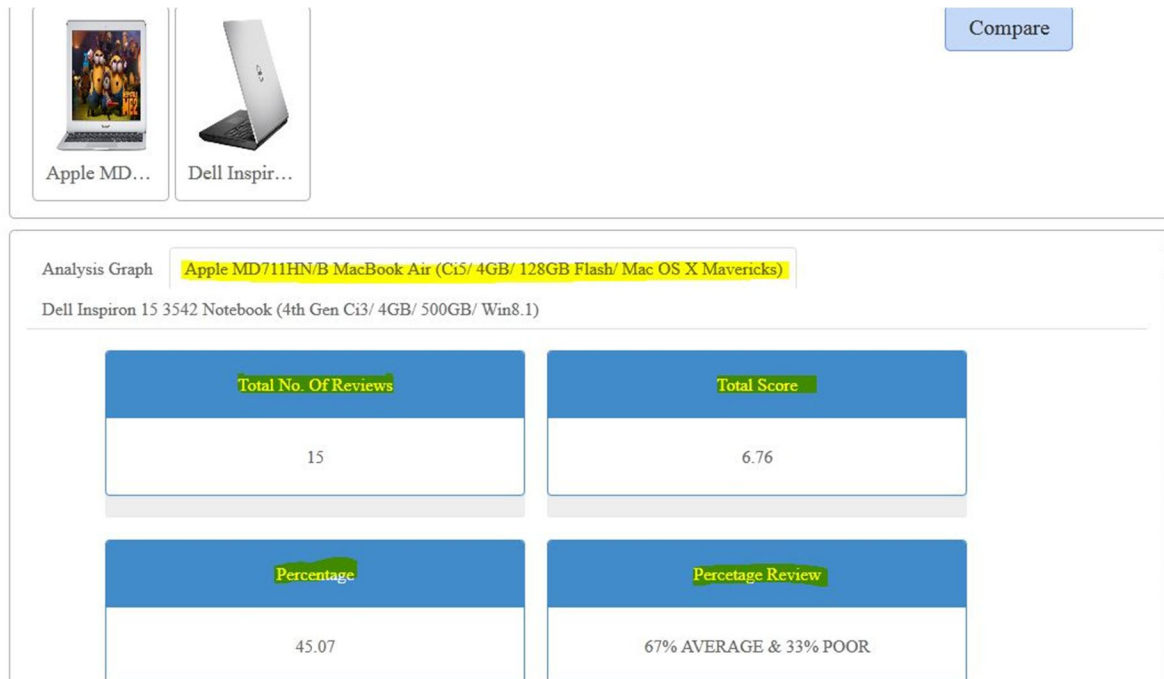 Compare
ME2
Apple MD...
Dell Inspir...
Analysis Graph
Apple MD711HN/B MacBook Air (Ci5/ 4GB/ 128GB Flash/ Mac OS X Mavericks)
Dell Inspiron 15 3542 Notebook (4th Gen Ci3/ 4GB/ 500GB/ Win8.1)
Total No. Of Reviews
Total Score
15
6.76
Percentage
Percetage Review
45.07
67% AVERAGE & 33% POOR